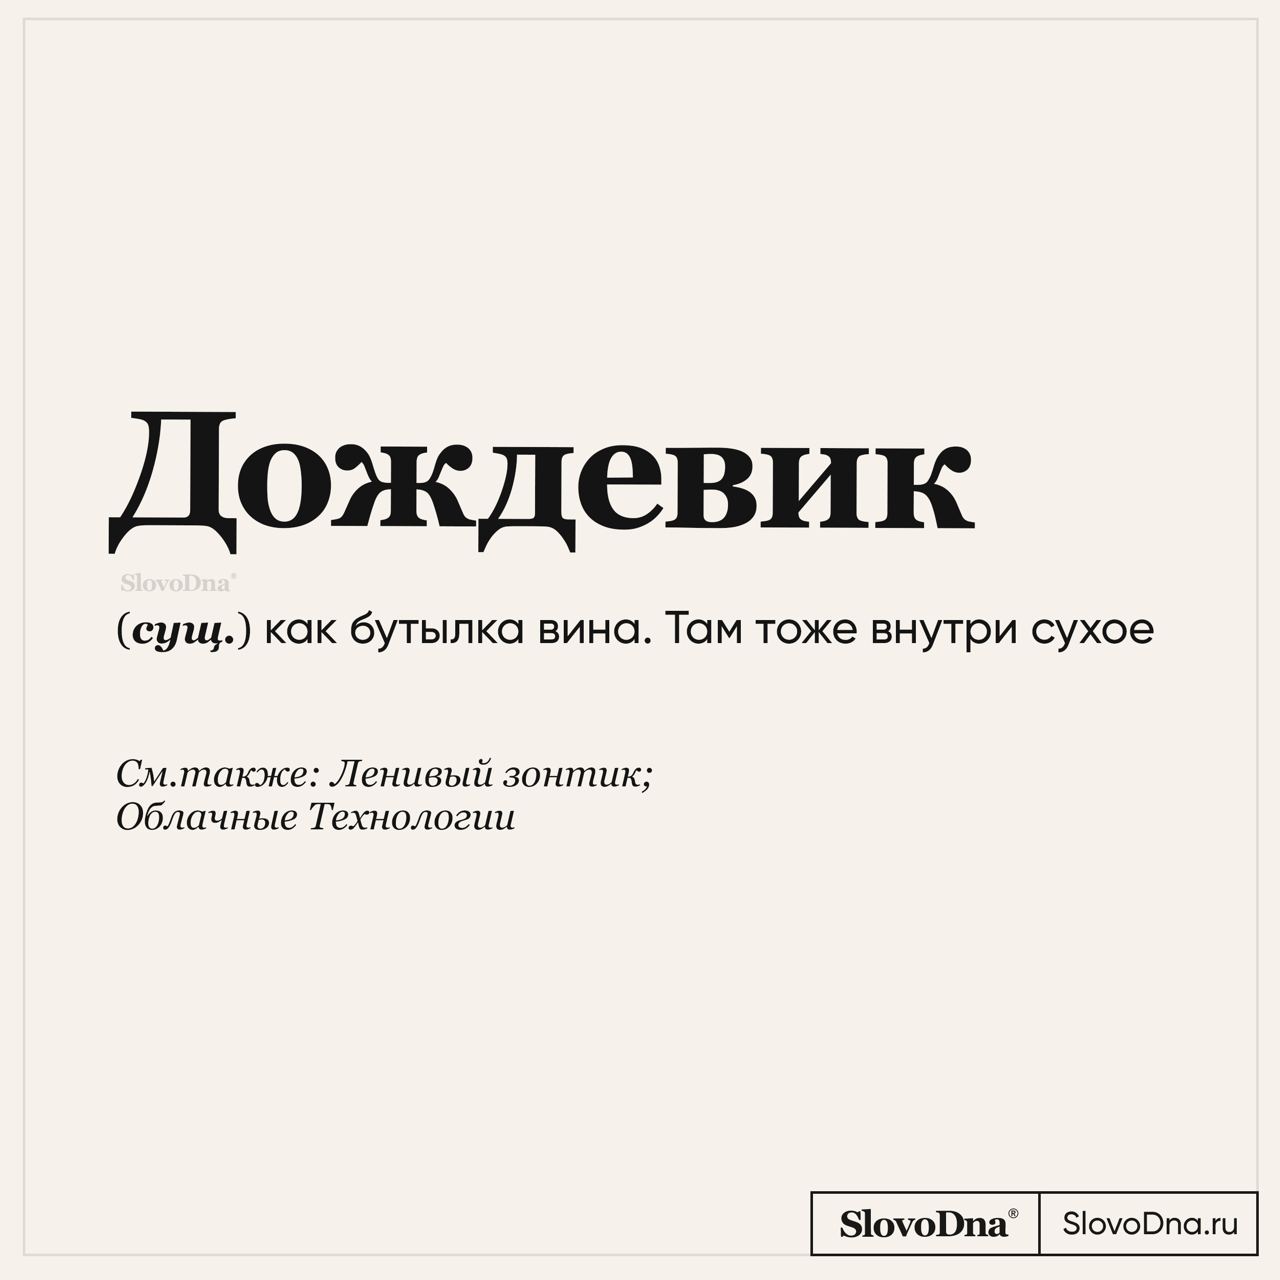 Дождевик
SlovoDna®
(сущ.) как бутылка вина. Там тоже внутри сухое
См.также: Ленивый зонтик;
Облачные Технологии
SlovoDna® SlovoDna.ru